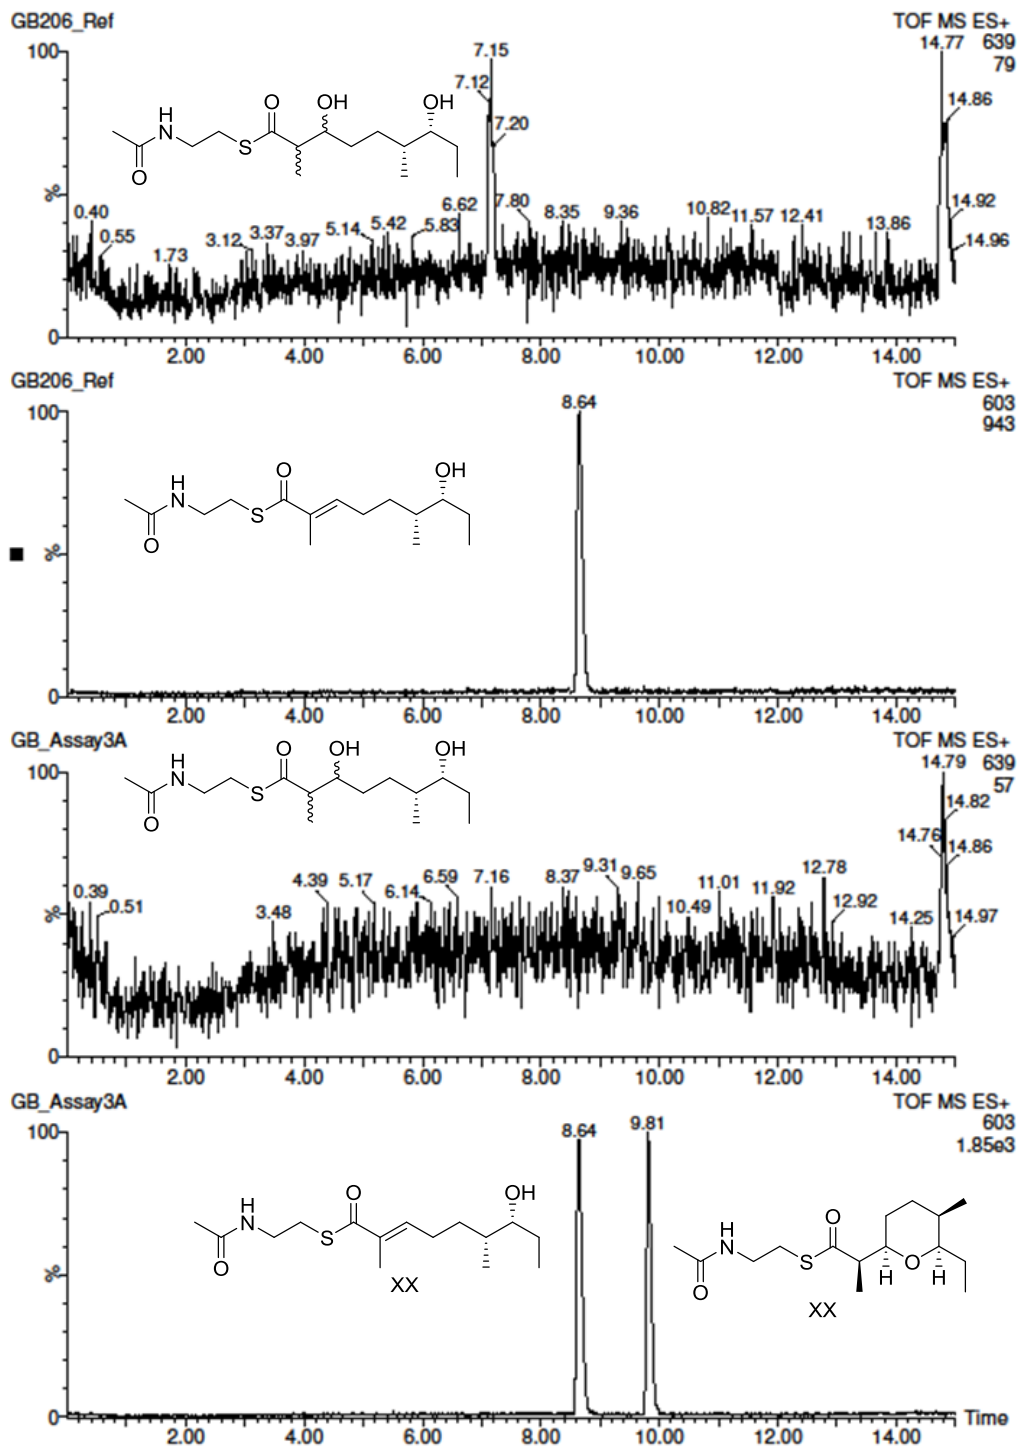 GB206_Ref
TOF MS ES+
639
79
100
%
0
7.15
7.12
7.20
14.77
14.86
14.92
14.96
0.40
0.55
1.73
3.12
3.37
3.97
5.14
5.42
5.83
6.62
7.80
8.35
9.36
10.82
11.57
12.41
13.86
H
N
O
S
O
OH
OH
2.00 4.00 6.00 8.00 10.00 12.00 14.00
GB206_Ref
TOF MS ES+
603
943
100
%
0
8.64
H
N
O
S
O
OH
2.00 4.00 6.00 8.00 10.00 12.00 14.00
GB_Assay3A
TOF MS ES+
639
57
100
%
0
14.79
14.82
14.76
14.86
14.97
0.39
0.51
3.48
4.39
5.17
6.14
6.59
7.16
8.37
9.31
9.65
10.49
11.01
11.92
12.78
12.92
14.25
H
N
O
S
O
OH
OH
2.00 4.00 6.00 8.00 10.00 12.00 14.00
GB_Assay3A
TOF MS ES+
603
1.85e3
100
%
0
8.64
9.81
H
N
O
S
O
OH
XX
H
N
O
S
O
H
O
H
XX
Time
2.00 4.00 6.00 8.00 10.00 12.00 14.00